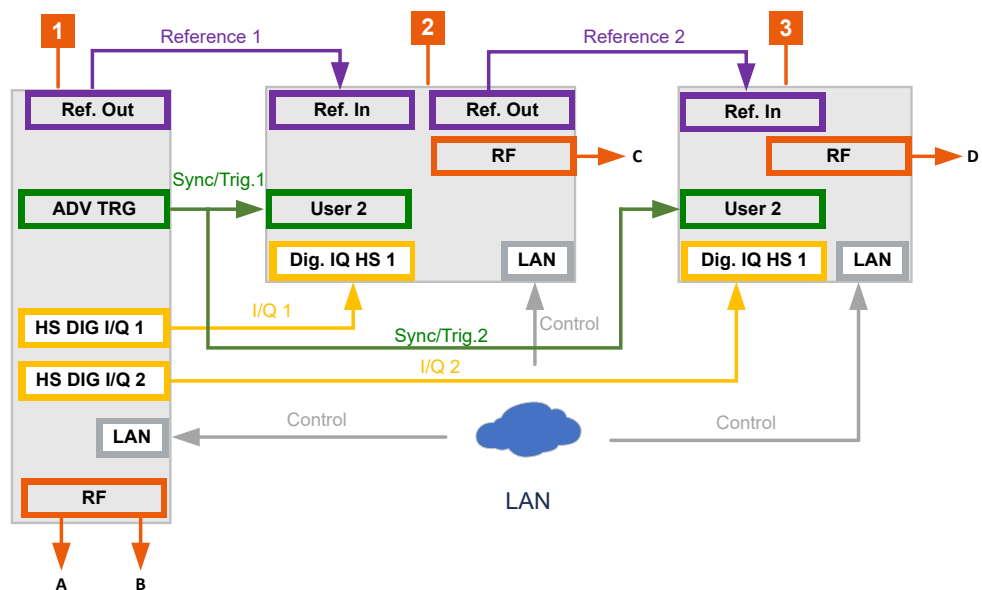 1
2
3
Reference 1
Reference 2
Ref. Out
Ref. In
Ref. Out
Ref. In
RF
C
RF
D
Sync/Trig.1
ADV TRG
User 2
User 2
Dig. IQ HS 1
LAN
Dig. IQ HS 1
LAN
I/Q 1
HS DIG I/Q 1
Control
Sync/Trig.2
I/Q 2
HS DIG I/Q 2
Control
Control
LAN
LAN
RF
A
B